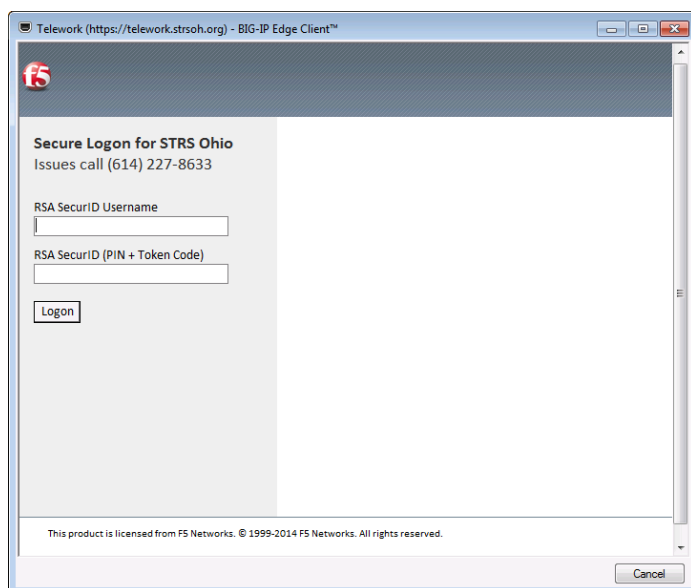 Telework (https://telework.strsoh.org) - BIG-IP Edge Client™
f5
Secure Logon for STRS Ohio
Issues call (614) 227-8633
RSA SecurID Username
RSA SecurID (PIN + Token Code)
Logon
This product is licensed from F5 Networks. © 1999-2014 F5 Networks. All rights reserved.
Cancel